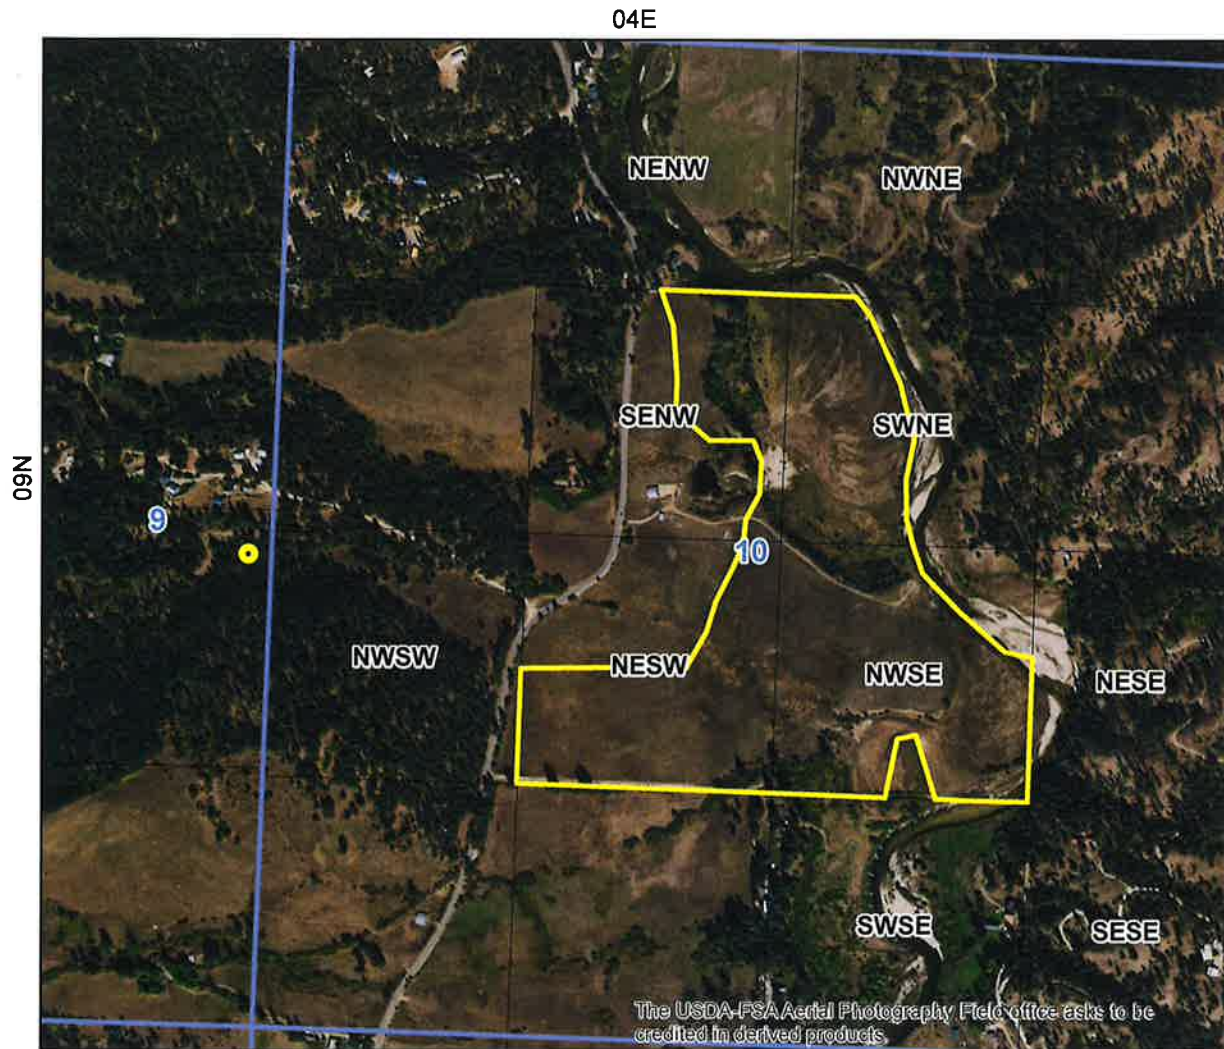 04E
NENW
NWNE
SENW
SWNE
09N
9
10
NWSW
NESW
NWSE
NESE
SWSE
SESE
The USDA-FSA Aerial Photography Field office asks to be
credited in derived products